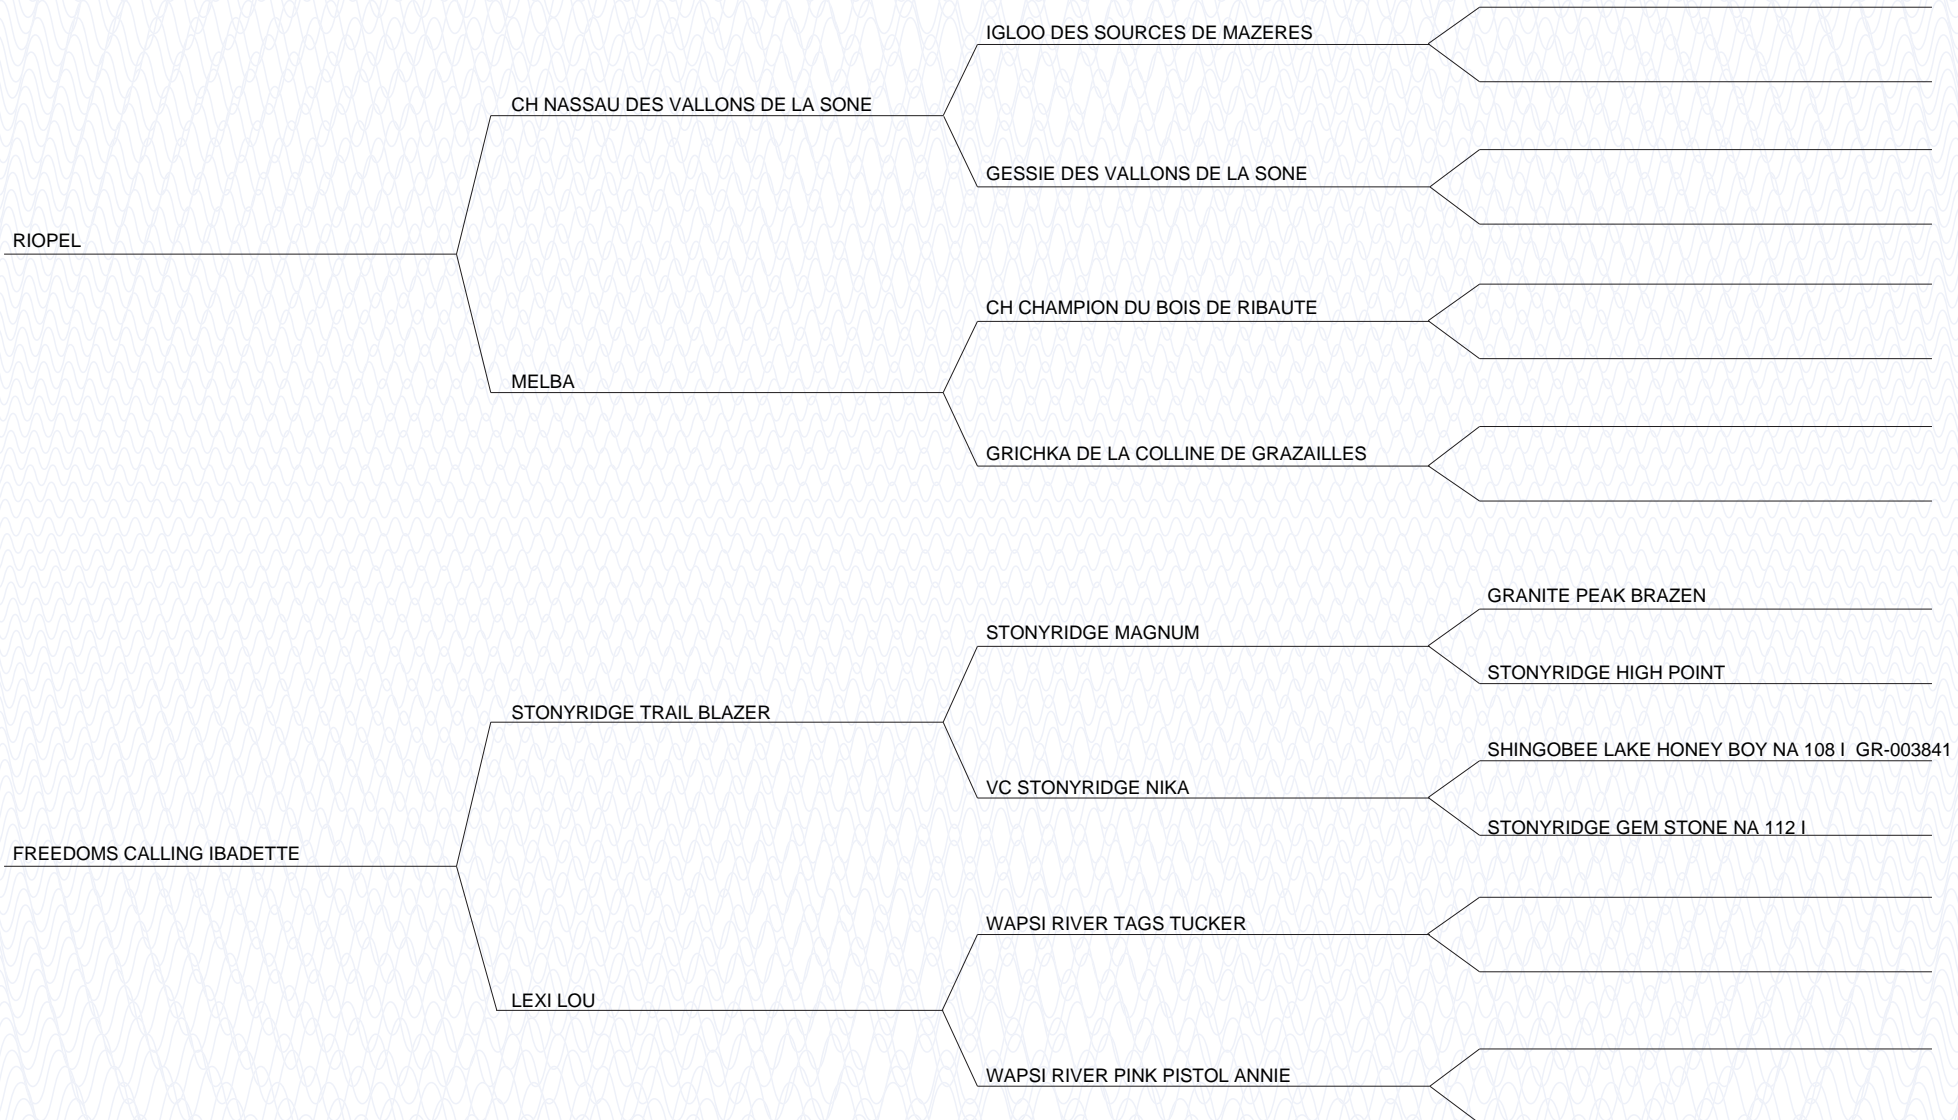 IGLOO DES SOURCES DE MAZERES
CH NASSAU DES VALLONS DE LA SONE
GESSIE DES VALLONS DE LA SONE
RIOPEL
CH CHAMPION DU BOIS DE RIBAUTE
MELBA
GRICHKA DE LA COLLINE DE GRAZAILLES
GRANITE PEAK BRAZEN
STONYRIDGE MAGNUM
STONYRIDGE HIGH POINT
STONYRIDGE TRAIL BLAZER
SHINGOBEE LAKE HONEY BOY NA 108 I GR-003841
VC STONYRIDGE NIKA
STONYRIDGE GEM STONE NA 112 I
FREEDOMS CALLING IBADETTE
WAPSI RIVER TAGS TUCKER
LEXI LOU
WAPSI RIVER PINK PISTOL ANNIE